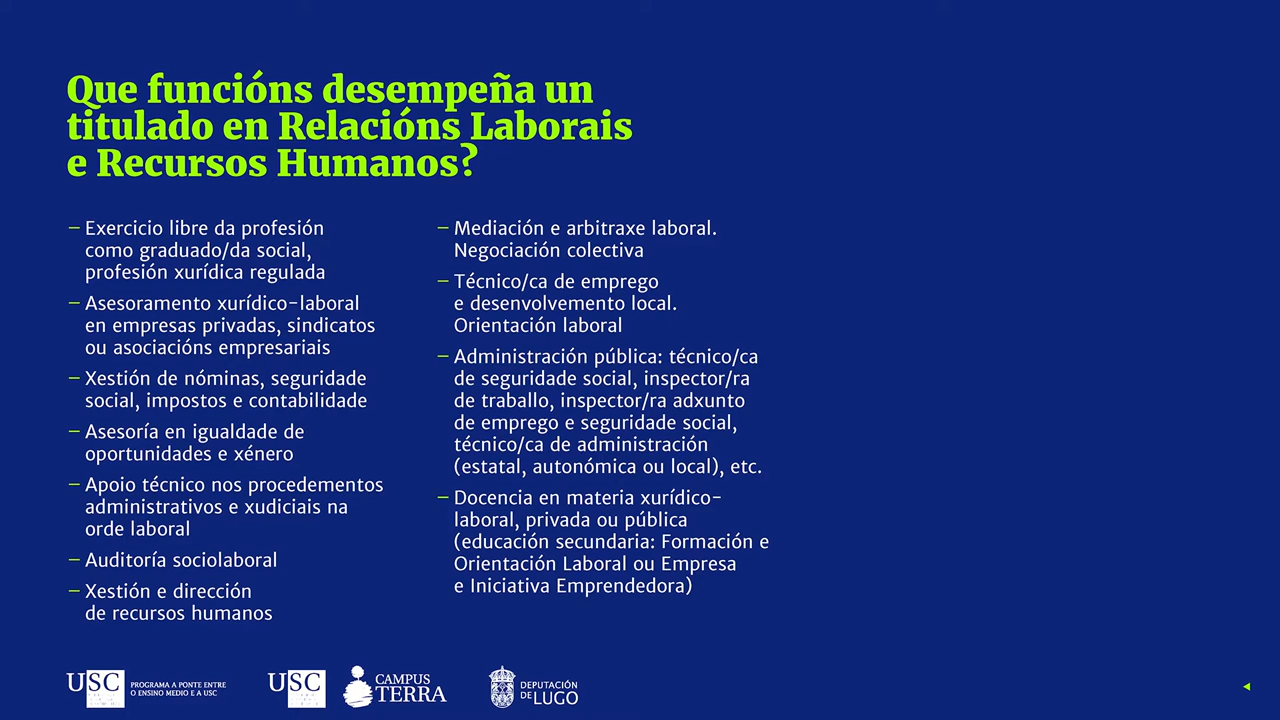 Que funcións desempeña un
titulado en Relacións Laborais
e Recursos Humanos?
– Exercicio libre da profesión
como graduado/da social,
profesión xurídica regulada
– Asesoramento xurídico-laboral
en empresas privadas, sindicatos
ou asociacións empresariais
– Xestión de nóminas, seguridade
social, impostos e contabilidade
– Asesoría en igualdade de
oportunidades e xénero
– Apoio técnico nos procedementos
administrativos e xudiciais na
orde laboral
– Auditoría sociolaboral
– Xestión e dirección
de recursos humanos
– Mediación e arbitraxe laboral.
Negociación colectiva
– Técnico/ca de emprego
e desenvolvemento local.
Orientación laboral
– Administración pública: técnico/ca
de seguridade social, inspector/ra
de traballo, inspector/ra adxunto
de emprego e seguridade social,
técnico/ca de administración
(estatal, autonómica ou local), etc.
– Docencia en materia xurídico-
laboral, privada ou pública
(educación secundaria: Formación e
Orientación Laboral ou Empresa
e Iniciativa Emprendedora)
USC
PROGRAMA A PONTE ENTRE
O ENSINO MEDIO E A USC
USC
CAMPUS
TERRA
DEPUTACIÓN
DE LUGO